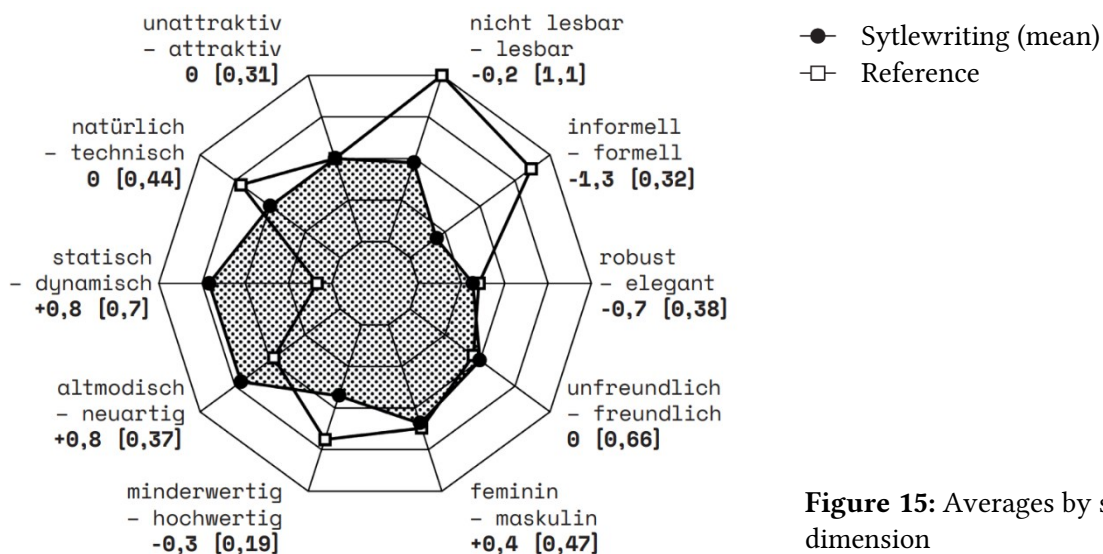 unattraktiv
– attraktiv
0 [0,31]
nicht lesbar
– lesbar
-0,2 [1,1]
Sytlewriting (mean)
Reference
natürlich
– technisch
0 [0,44]
informell
– formell
-1,3 [0,32]
statisch
– dynamisch
+0,8 [0,7]
robust
– elegant
-0,7 [0,38]
altmodisch
– neuartig
+0,8 [0,37]
unfreundlich
– freundlich
0 [0,66]
minderwertig
– hochwertig
-0,3 [0,19]
feminin
– maskulin
+0,4 [0,47]
Figure 15: Averages by
dimension